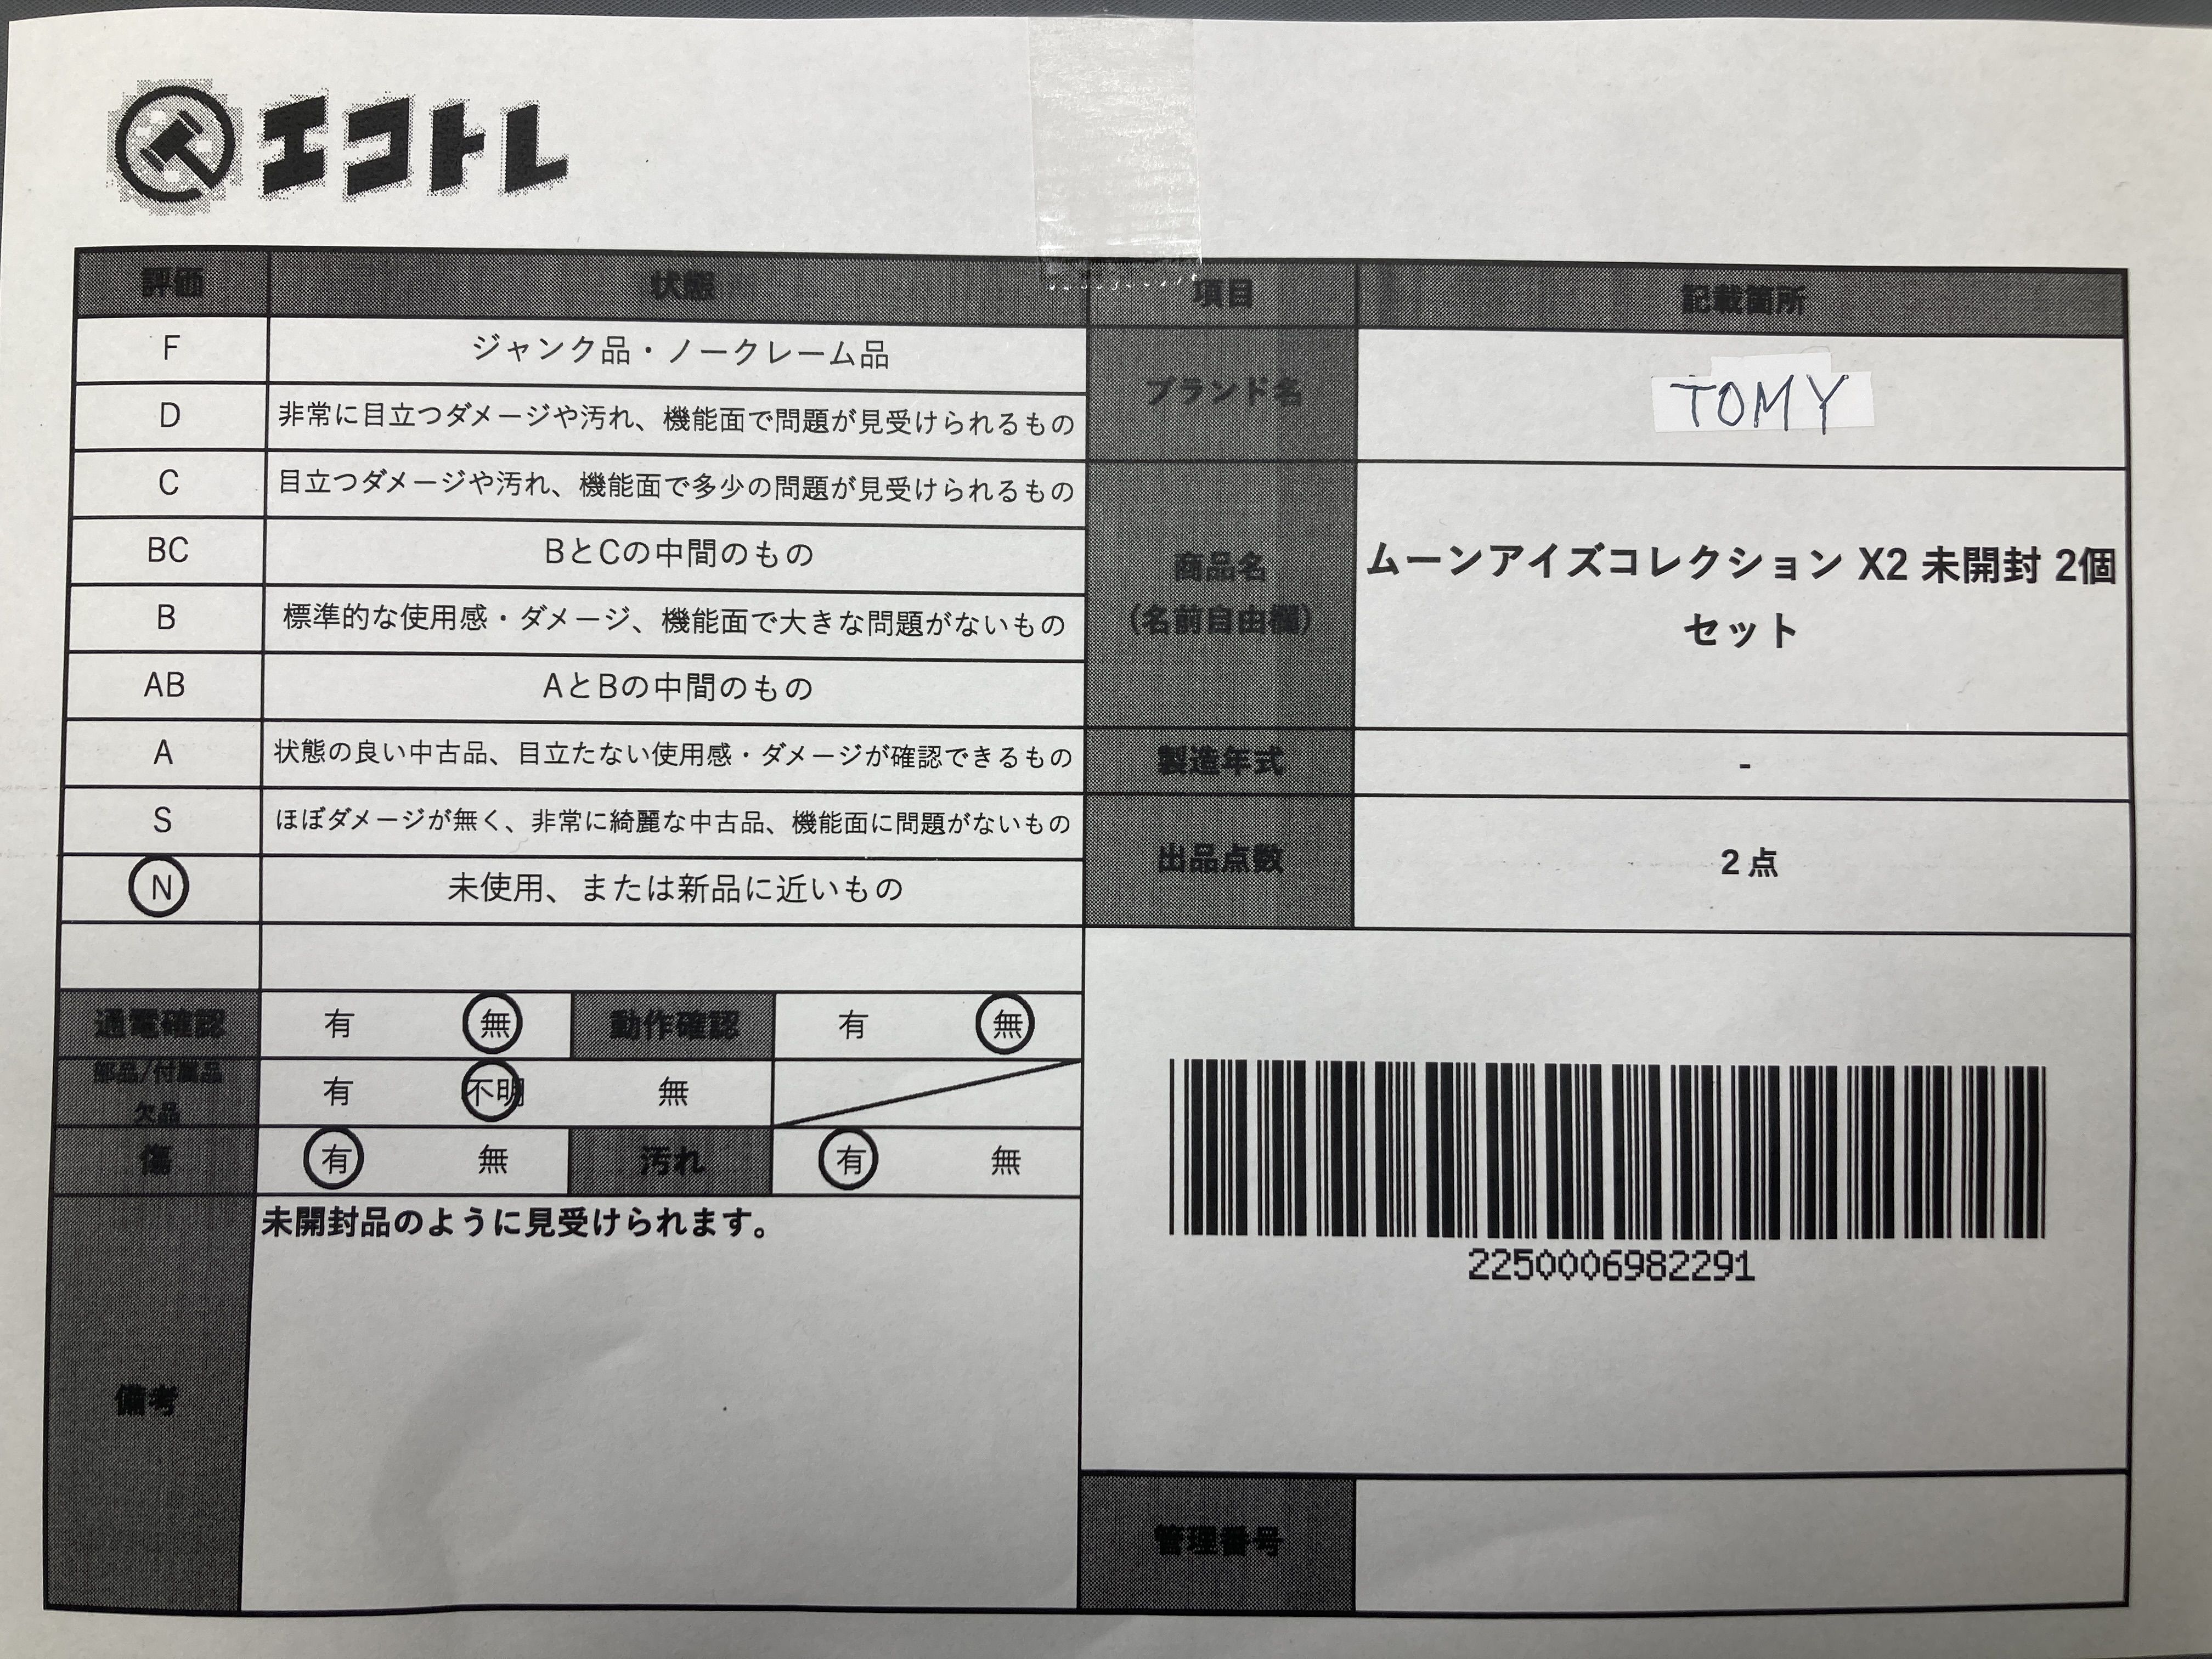 エコトレ
評価 状態 項目 記載箇所
F ジャンク品・ノークレーム品
D 非常に目立つダメージや汚れ、機能面で問題が見受けられるもの
C 目立つダメージや汚れ、機能面で多少の問題が見受けられるもの
BC BとCの中間のもの
B 標準的な使用感・ダメージ、機能面で大きな問題がないもの
AB AとBの中間のもの
A 状態の良い中古品、目立たない使用感・ダメージが確認できるもの
S ほぼダメージが無く、非常に綺麗な中古品、機能面に問題がないもの
N 未使用、または新品に近いもの
ブランド名 TOMY
商品名
(名前自由欄)
ムーンアイズコレクション X2 未開封 2個
セット
製造年式 -
出品点数 2点
通電確認 有 無 動作確認 有 無
部品/付属品
欠品
有 不明 無
傷 有 無 汚れ 有 無
備考
未開封品のように見受けられます。
2250006982291
管理番号